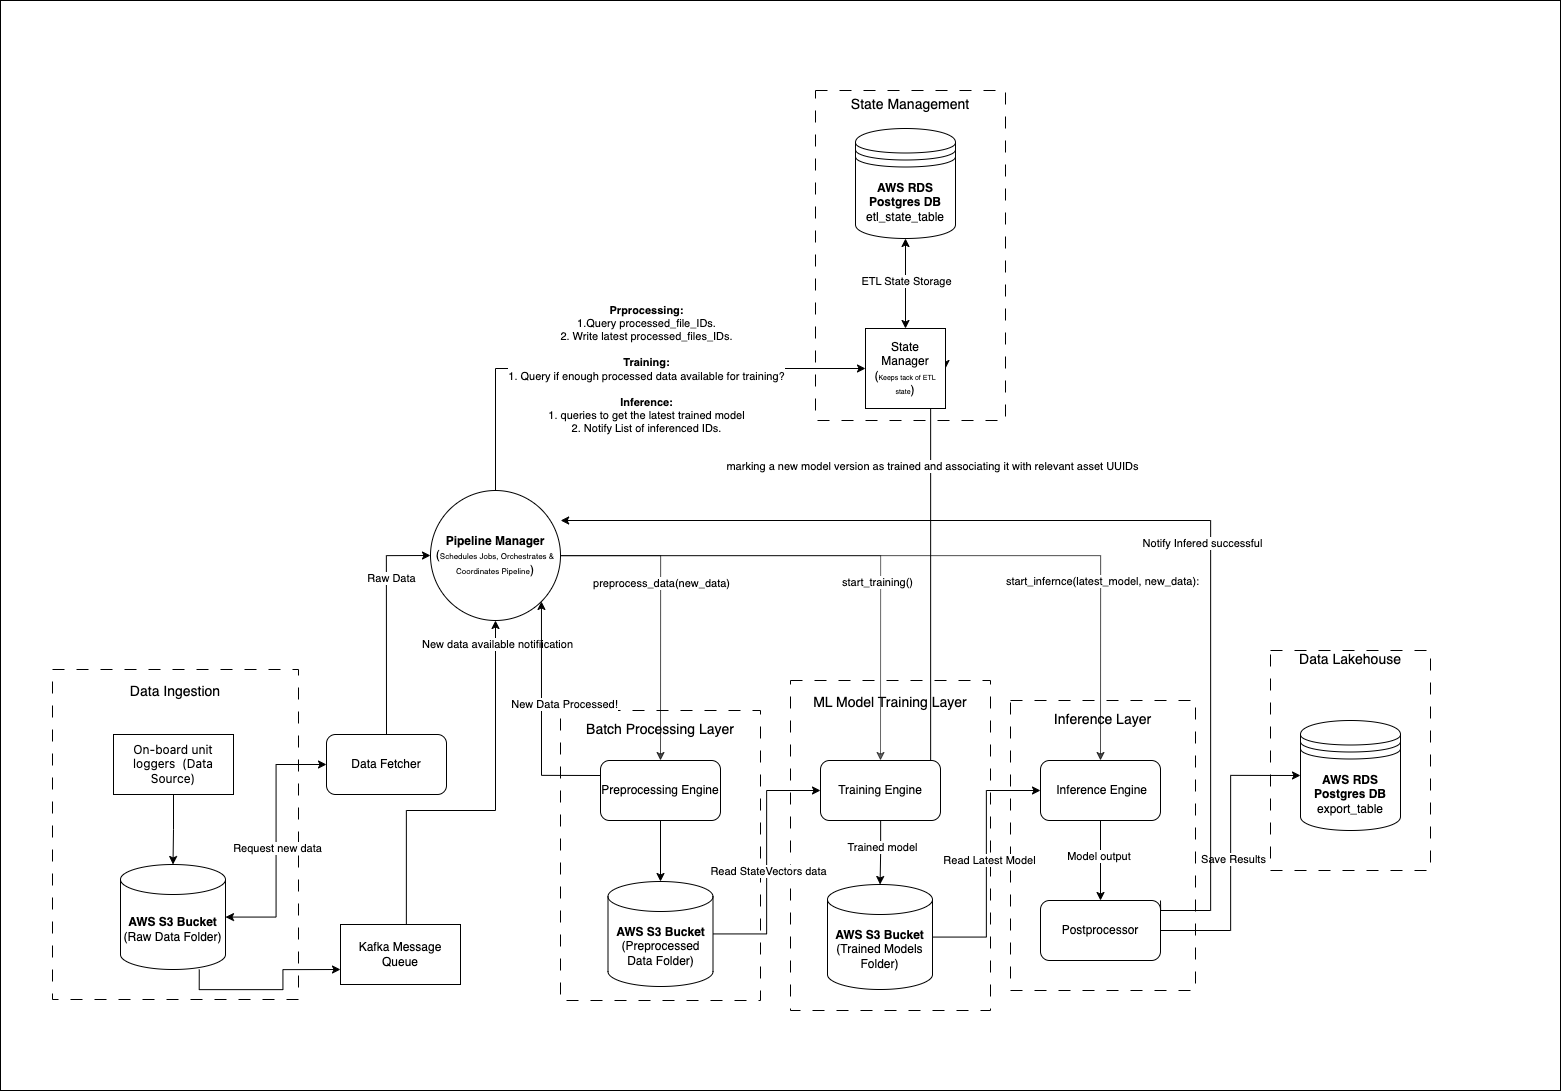 State Management
AWS RDS
Postgres DB
etl_state_table
ETL State Storage
Prprocessing:
1.Query processed_file_IDs.
2. Write latest processed_files_IDs.
Training:
1. Query if enough processed data available for training?
Inference:
1. queries to get the latest trained model
2. Notify List of inferenced IDs.
State
Manager
(Keeps tack of ETL
state)
marking a new model version as trained and associating it with relevant asset UUIDs
Pipeline Manager
(Schedules Jobs, Orchestrates &
Coordinates Pipeline)
Notify Infered successful
Raw Data
preprocess_data(new_data)
start_training()
start_infernce(latest_model, new_data):
New data available notification
Data Ingestion
New Data Processed!
Batch Processing Layer
ML Model Training Layer
Inference Layer
Data Lakehouse
On-board unit
loggers (Data
Source)
Data Fetcher
Preprocessing Engine
Training Engine
Inference Engine
AWS RDS
Postgres DB
export_table
Request new data
Read StateVectors data
Trained model
Read Latest Model
Model output
Save Results
AWS S3 Bucket
(Raw Data Folder)
Kafka Message
Queue
AWS S3 Bucket
(Preprocessed
Data Folder)
AWS S3 Bucket
(Trained Models
Folder)
Postprocessor